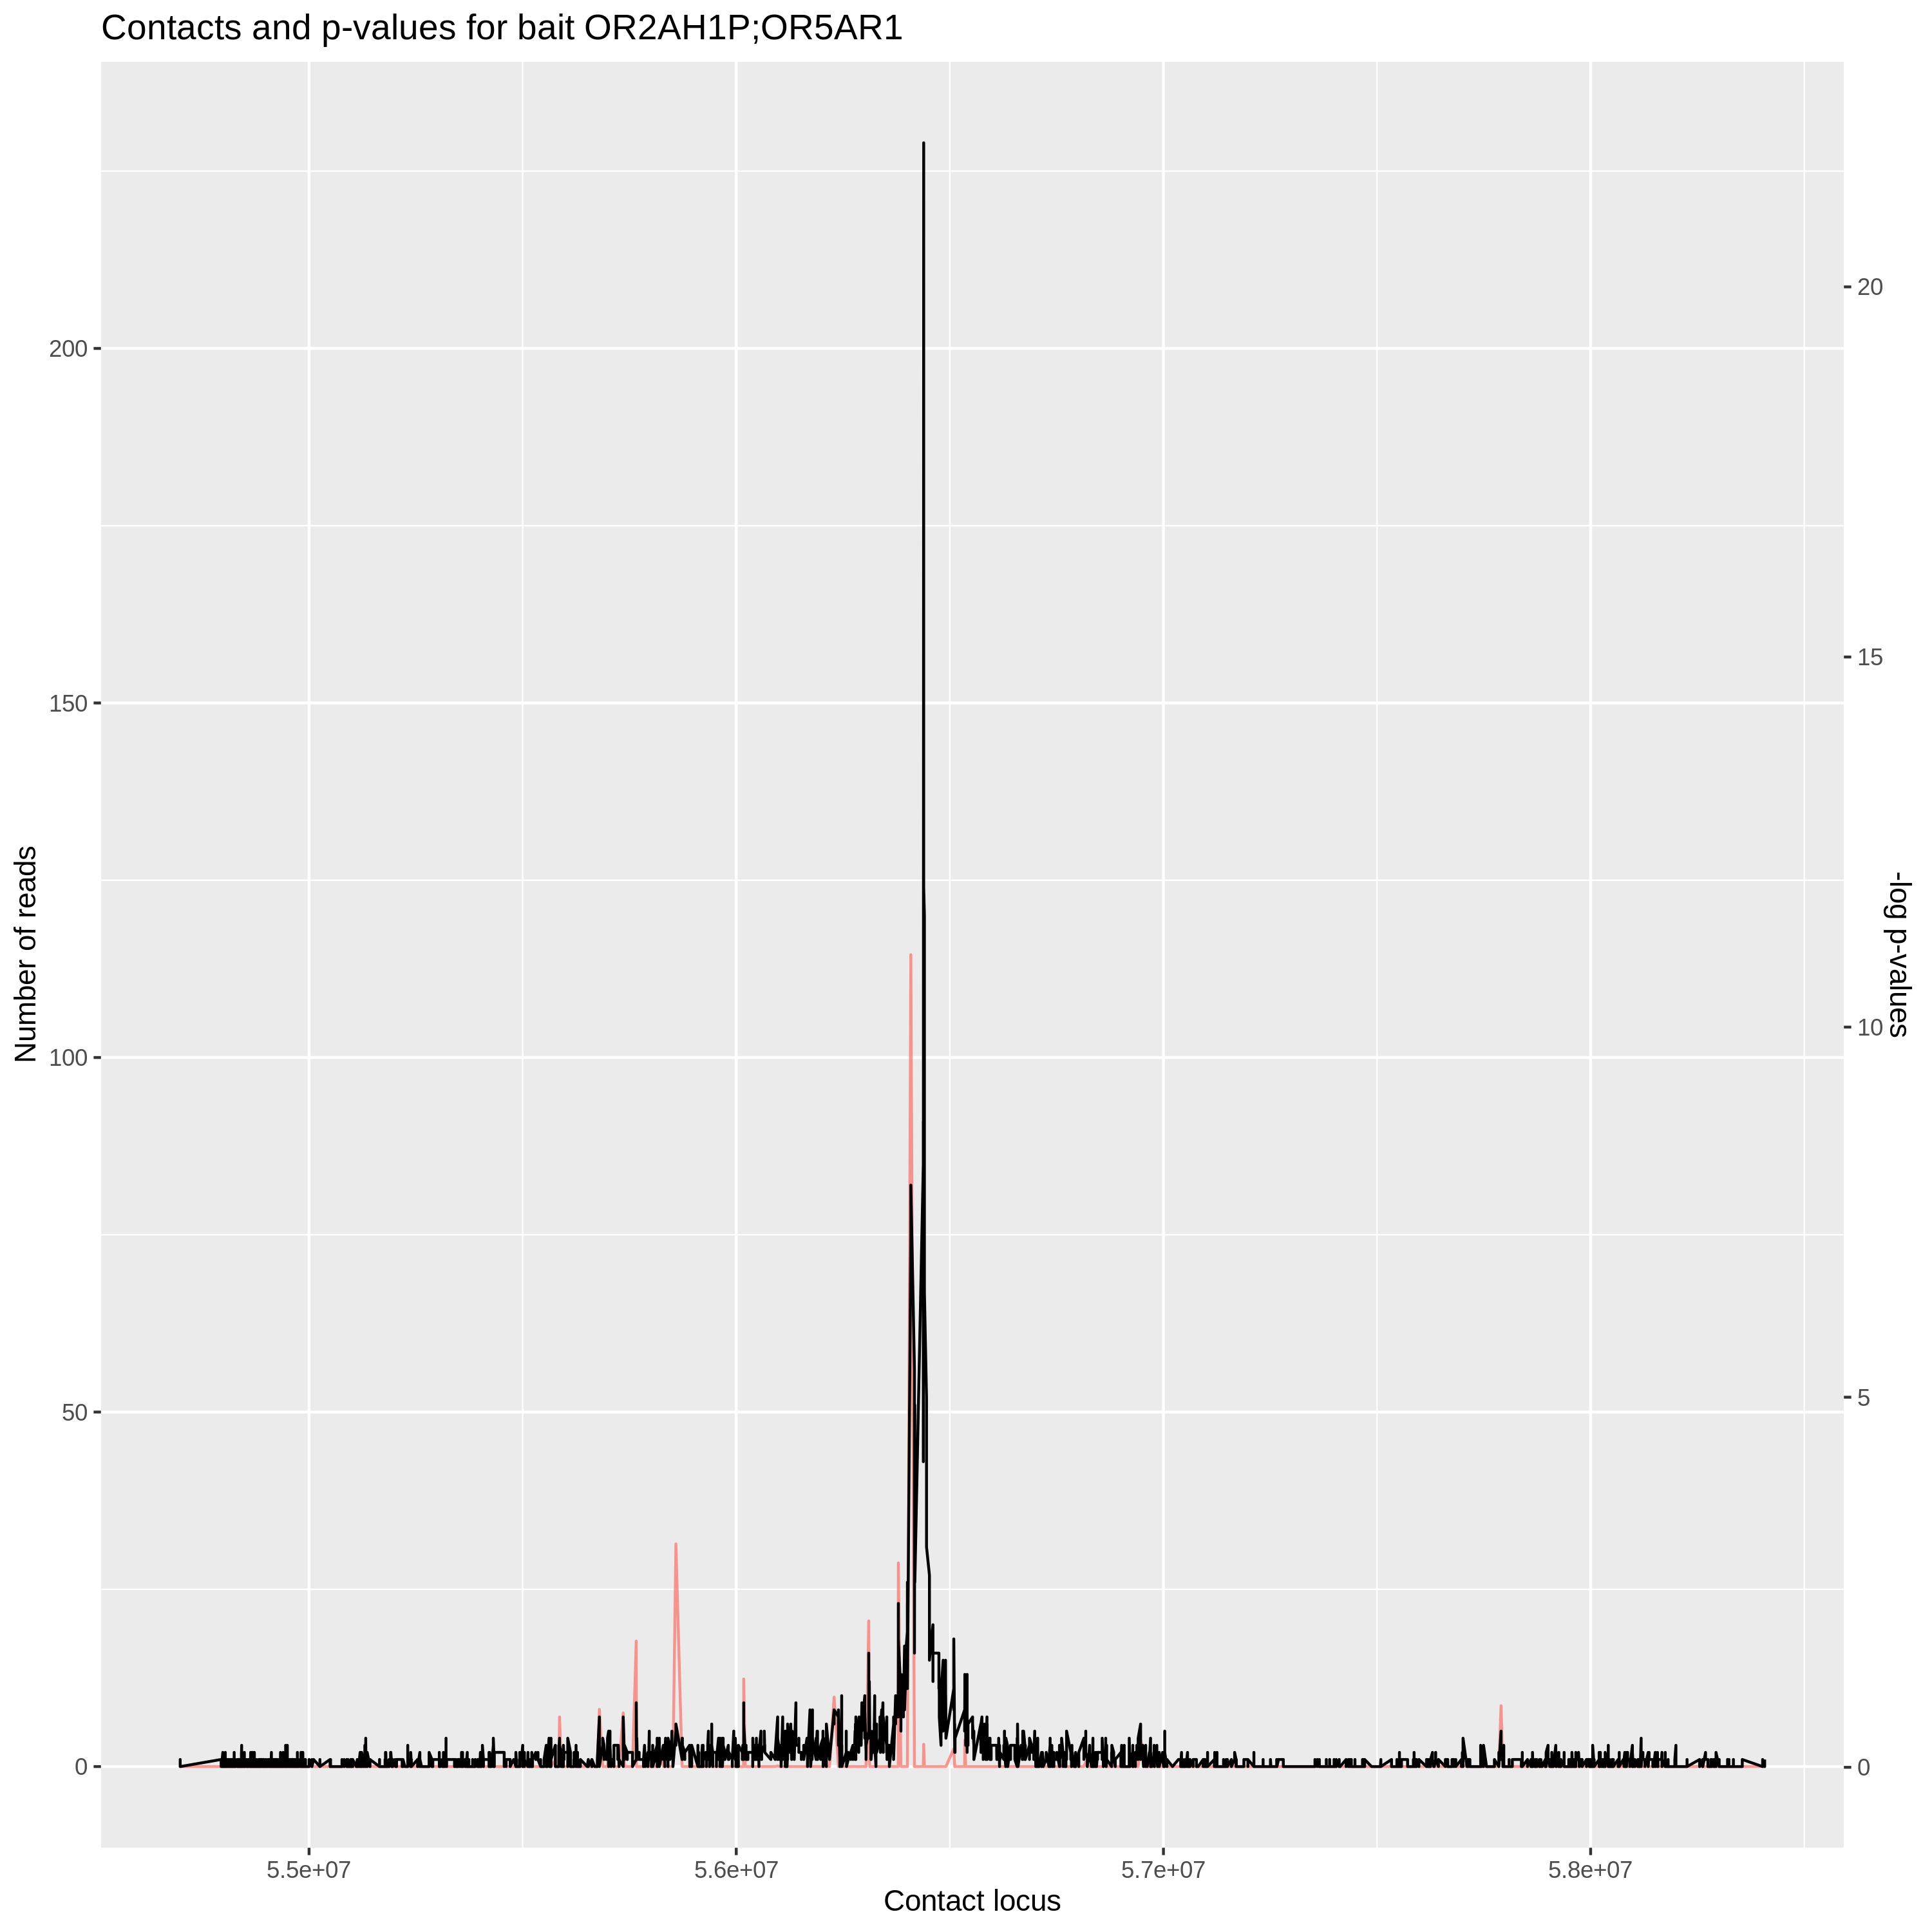 Contacts and p-values for bait OR2AH1P;OR5AR1
Number of reads
200
150
100
50
0
20
15
10
5
0
-log p-values
5.5e+07 5.6e+07 5.7e+07 5.8e+07
Contact locus